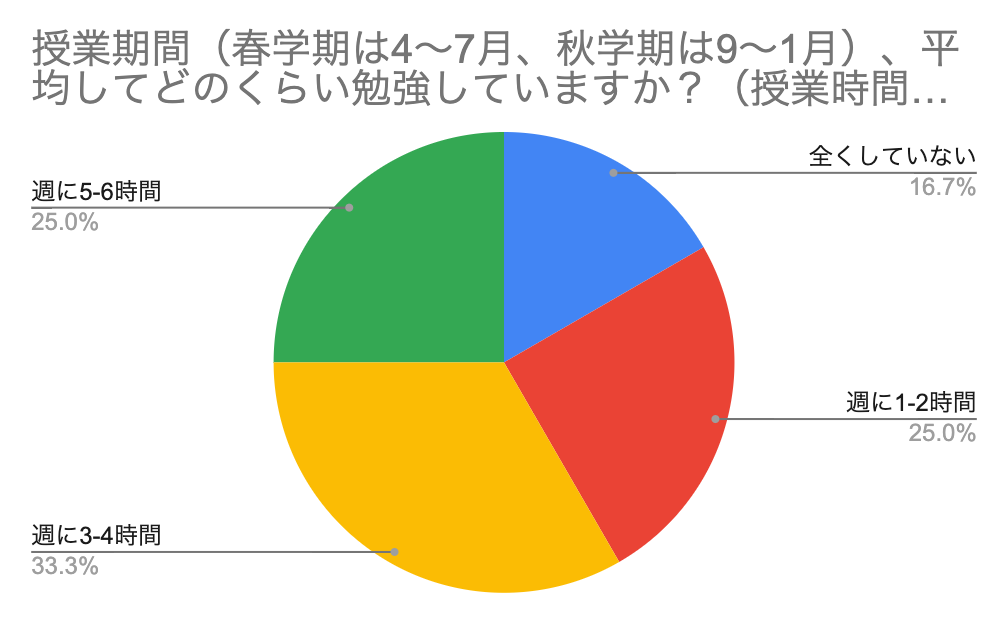 授業期間（春学期は4〜7月、秋学期は9〜1月）、平
均してどのくらい勉強していますか？（授業時間…
全くしていない
16.7%
週に5-6時間
25.0%
週に1-2時間
25.0%
週に3-4時間
33.3%